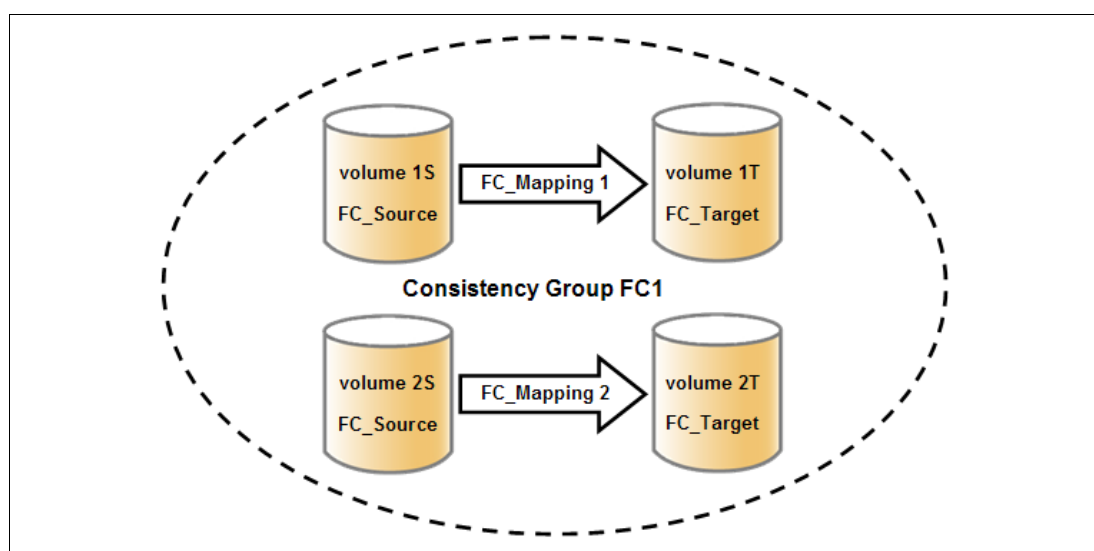 volume 1S
FC_Source
FC_Mapping 1
volume 1T
FC_Target
Consistency Group FC1
volume 2S
FC_Source
FC_Mapping 2
volume 2T
FC_Target